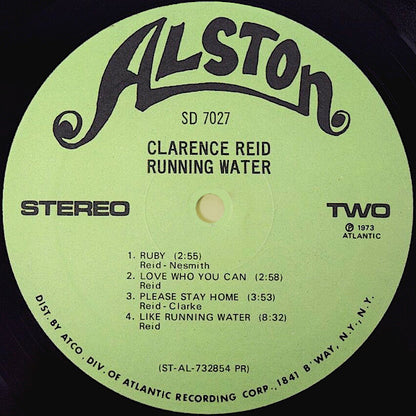 ALSTON
SD 7027
CLARENCE REID
RUNNING WATER
STEREO
TWO
Ⓟ 1973
ATLANTIC
1. RUBY (2:55)
Reid-Nesmith
2. LOVE WHO YOU CAN (2:58)
Reid
3. PLEASE STAY HOME (3:53)
Reid-Clarke
4. LIKE RUNNING WATER (8:32)
Reid
(ST-AL-732854 PR)
DIST. BY ATCO. DIV. OF ATLANTIC RECORDING CORP., 1841 B'WAY, N.Y., N.Y.